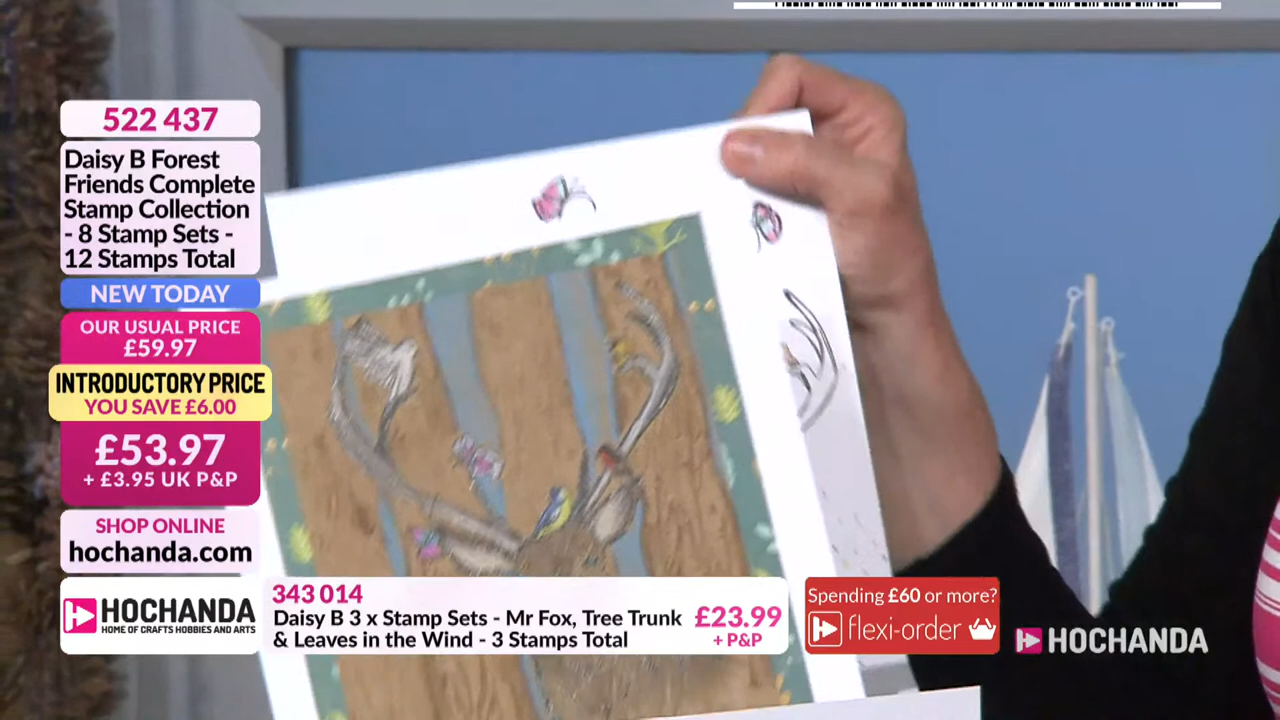 522 437
Daisy B Forest
Friends Complete
Stamp Collection
- 8 Stamp Sets -
12 Stamps Total
NEW TODAY
OUR USUAL PRICE
£59.97
INTRODUCTORY PRICE
YOU SAVE £6.00
£53.97
+ £3.95 UK P&P
SHOP ONLINE
hochanda.com
HOCHANDA
HOME OF CRAFTS HOBBIES AND ARTS
343 014
Daisy B 3 x Stamp Sets - Mr Fox, Tree Trunk
& Leaves in the Wind - 3 Stamps Total
£23.99
+ P&P
Spending £60 or more?
flexi-order
HOCHANDA